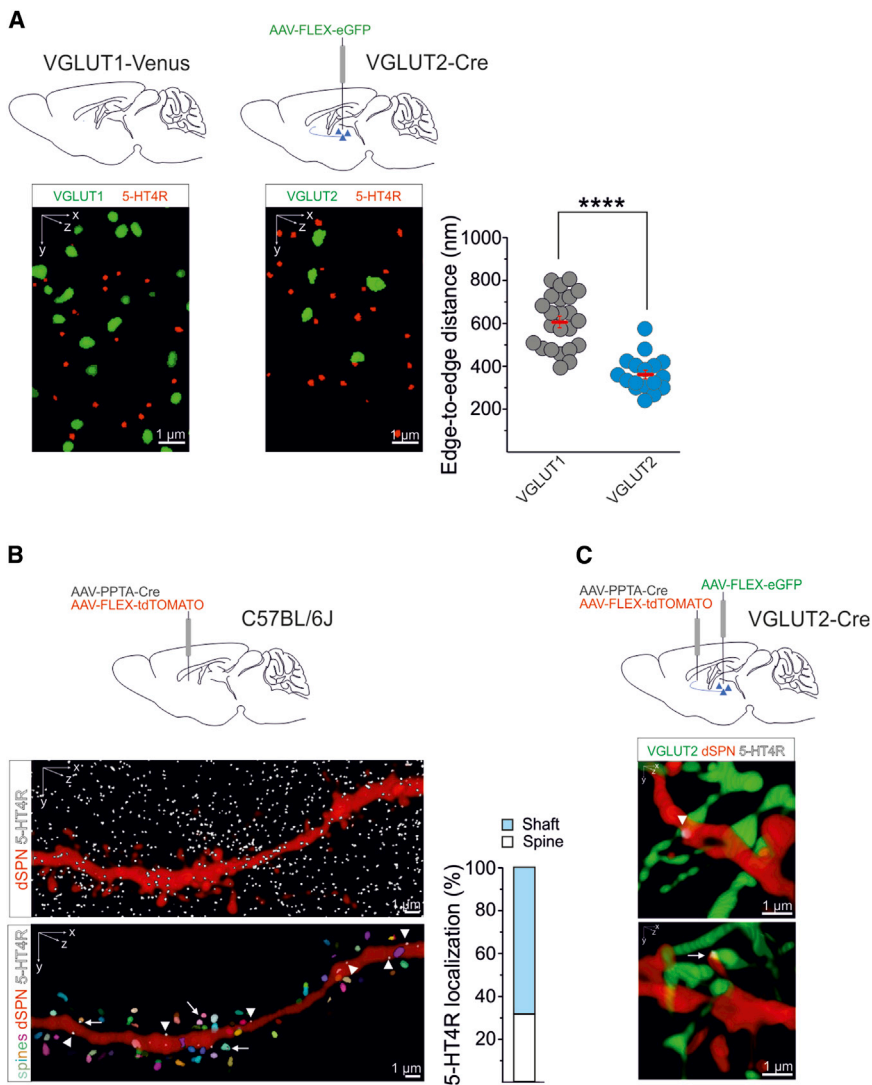 A
AAV-FLEX-eGFP
VGLUT1-Venus
VGLUT2-Cre
VGLUT1 5-HT4R
x
z
y
1 µm
VGLUT2 5-HT4R
x
z
y
1 µm
****
Edge-to-edge distance (nm)
1000
800
600
400
200
VGLUT1
VGLUT2
B
AAV-PPTA-Cre
AAV-FLEX-tdTOMATO
C57BL/6J
dSPN 5-HT4R
x
z
y
1 µm
spines dSPN 5-HT4R
x
z
y
1 µm
Shaft
Spine
5-HT4R localization (%)
100
80
60
40
20
C
AAV-PPTA-Cre
AAV-FLEX-eGFP
AAV-FLEX-tdTOMATO
VGLUT2-Cre
VGLUT2 dSPN 5-HT4R
1 µm
1 µm